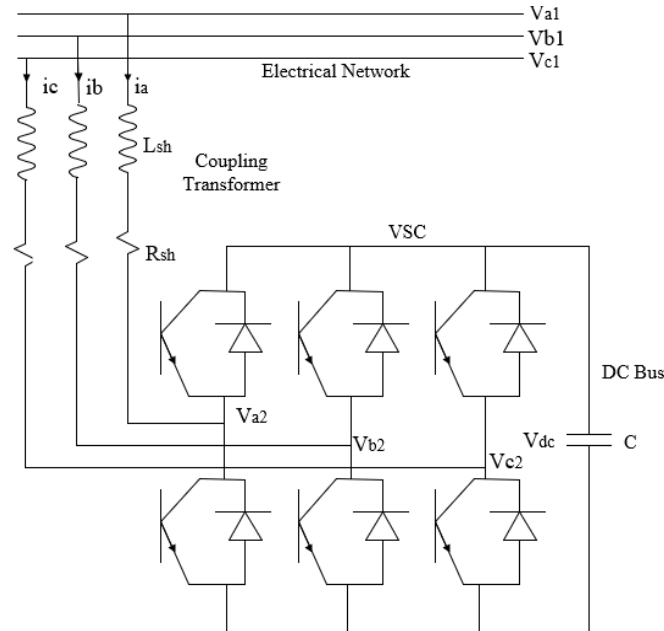 Va1
Vb1
Vc1
Electrical Network
ic ib ia
Lsh
Coupling
Transformer
VSC
Rsh
DC Bus
Va2
Vb2
Vdc C
Vc2